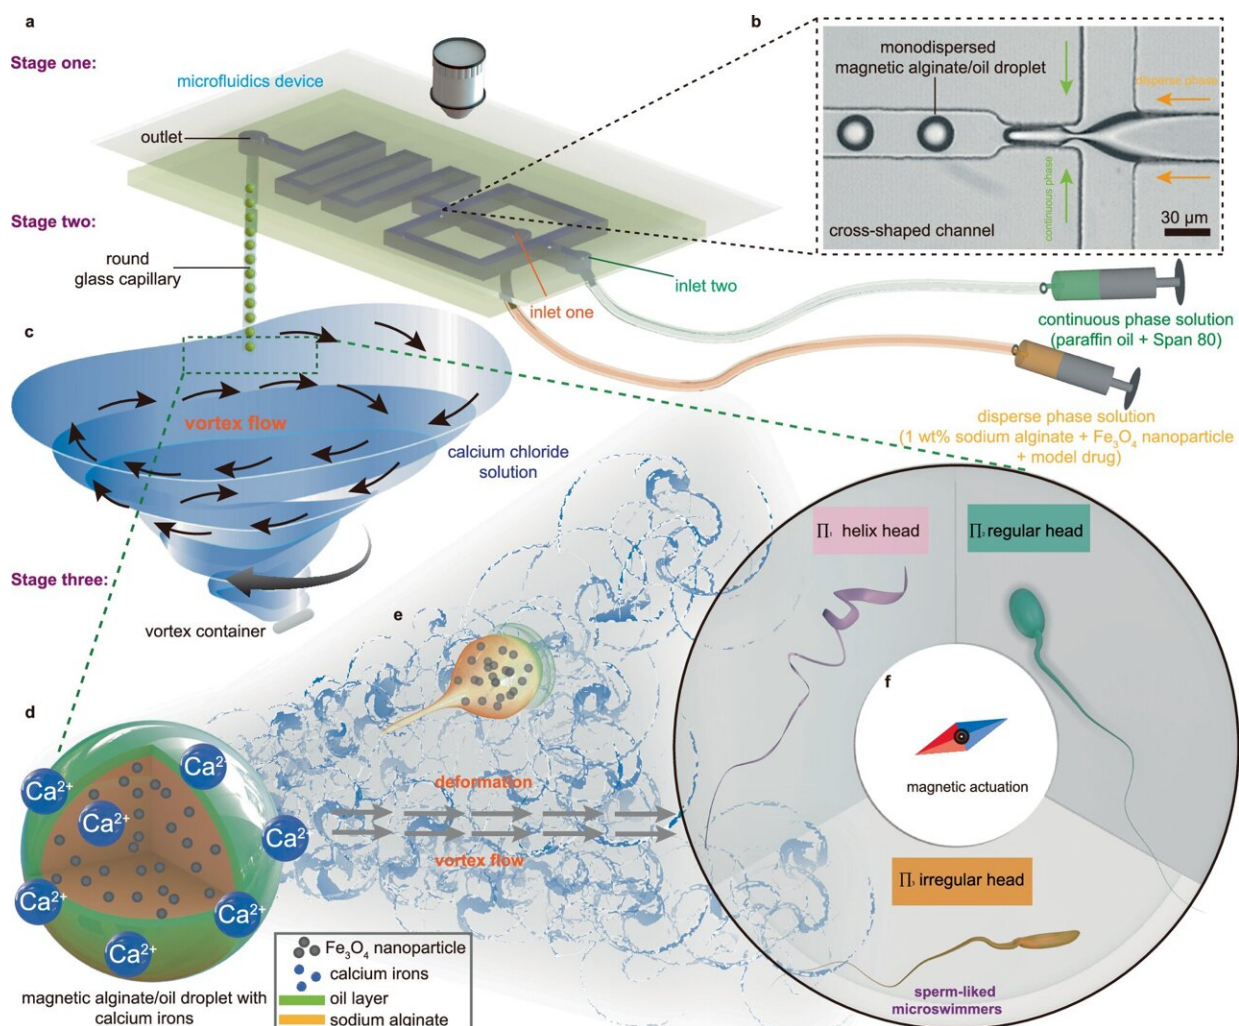 a
Stage one:
microfluidics device
outlet
Stage two:
round
glass capillary
inlet one
inlet two
b
monodispersed
magnetic alginate/oil droplet
disperse phase
continuous phase
cross-shaped channel
30 μm
continuous phase solution
(paraffin oil + Span 80)
disperse phase solution
(1 wt% sodium alginate + Fe₃O₄ nanoparticle
+ model drug)
c
vortex flow
calcium chloride
solution
Stage three:
vortex container
d
Ca²⁺
Ca²⁺
Ca²⁺
Ca²⁺
Ca²⁺
Ca²⁺
Ca²⁺
magnetic alginate/oil droplet with
calcium irons
Fe₃O₄ nanoparticle
calcium irons
oil layer
sodium alginate
e
deformation
vortex flow
∏ helix head
∏ regular head
f
magnetic actuation
∏ irregular head
sperm-liked
microswimmers